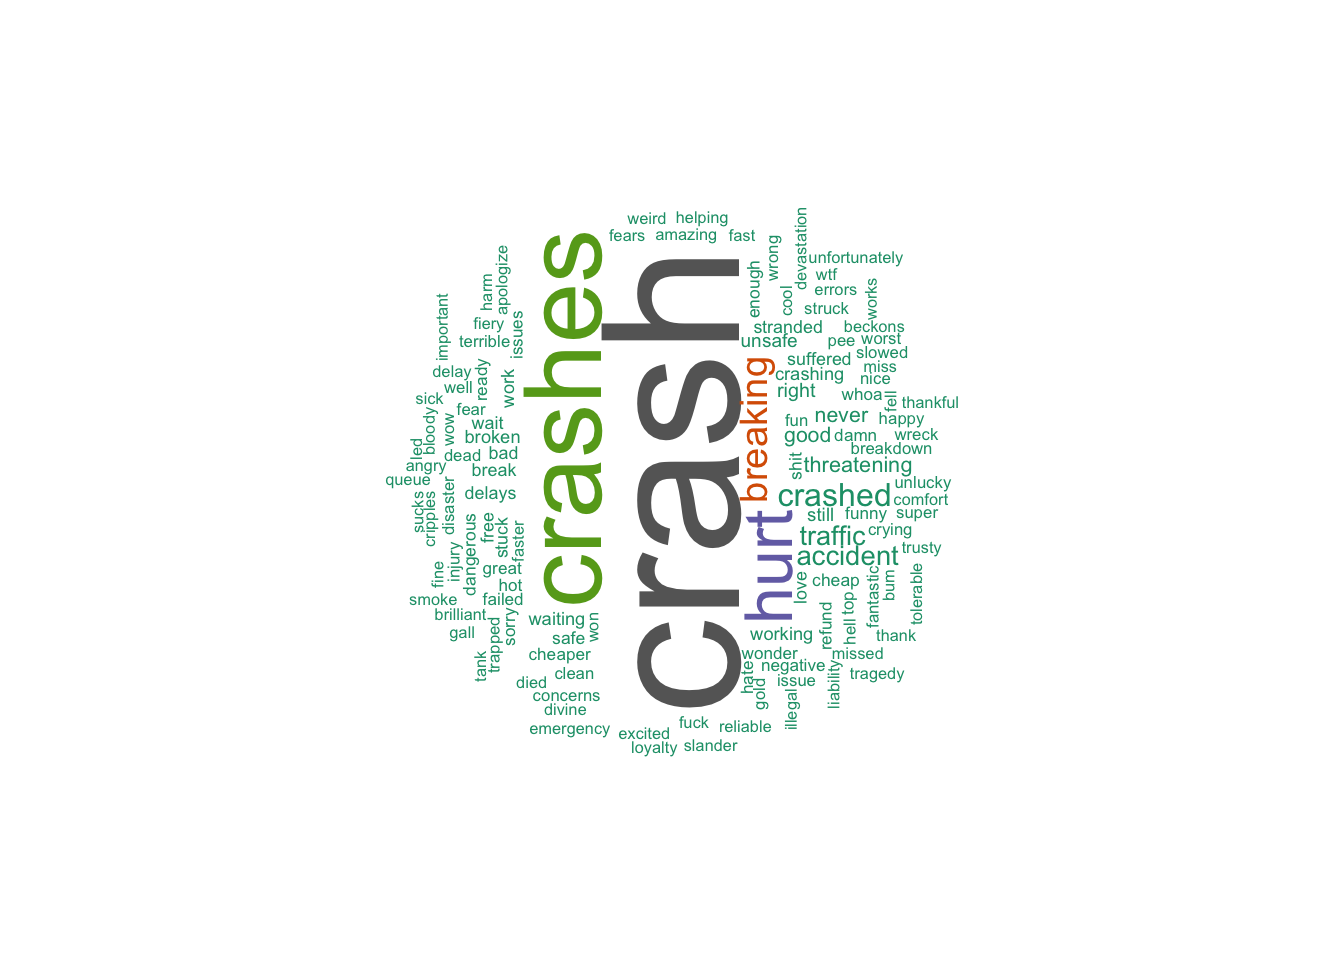 crash
crashes
hurt
breaking
crashed
accident
traffic
weird
helping
fears
amazing
fast
wrong
devastation
enough
cool
unfortunately
wtf
errors
works
struck
stranded
beckons
unsafe
pee
worst
suffered
slowed
miss
crashing
nice
right
whoa
fell
thankful
fun
never
happy
good
damn
wreck
breakdown
shit
threatening
unlucky
comfort
still
funny
super
crying
trusty
love
cheap
fantastic
bum
tolerable
top
hell
refund
thank
working
wonder
missed
hate
negative
tragedy
gold
issue
illegal
liability
fuck
reliable
excited
loyalty
slander
emergency
divine
concerns
died
clean
cheaper
safe
won
waiting
sorry
trapped
tank
gall
brilliant
smoke
failed
hot
great
fine
injury
dangerous
free
stuck
faster
disaster
cripples
sucks
delays
queue
angry
break
dead
bad
led
bloody
wow
broken
wait
fear
sick
well
ready
work
delay
important
terrible
issues
fiery
harm
apologize